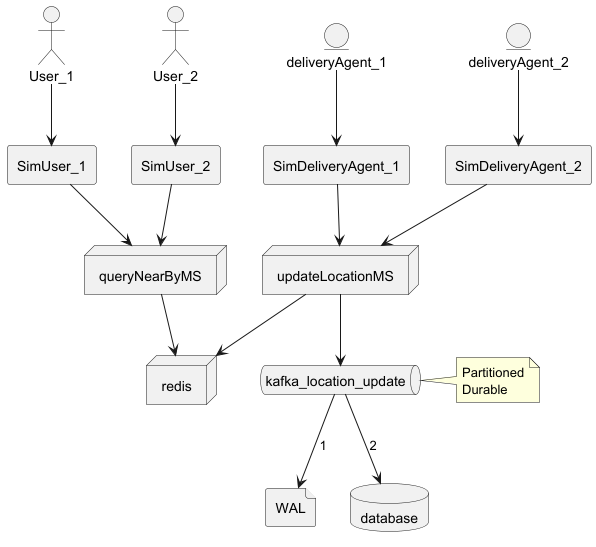 User_1
User_2
deliveryAgent_1
deliveryAgent_2
SimUser_1
SimUser_2
SimDeliveryAgent_1
SimDeliveryAgent_2
queryNearByMS
updateLocationMS
redis
kafka_location_update
Partitioned
Durable
1
2
WAL
database